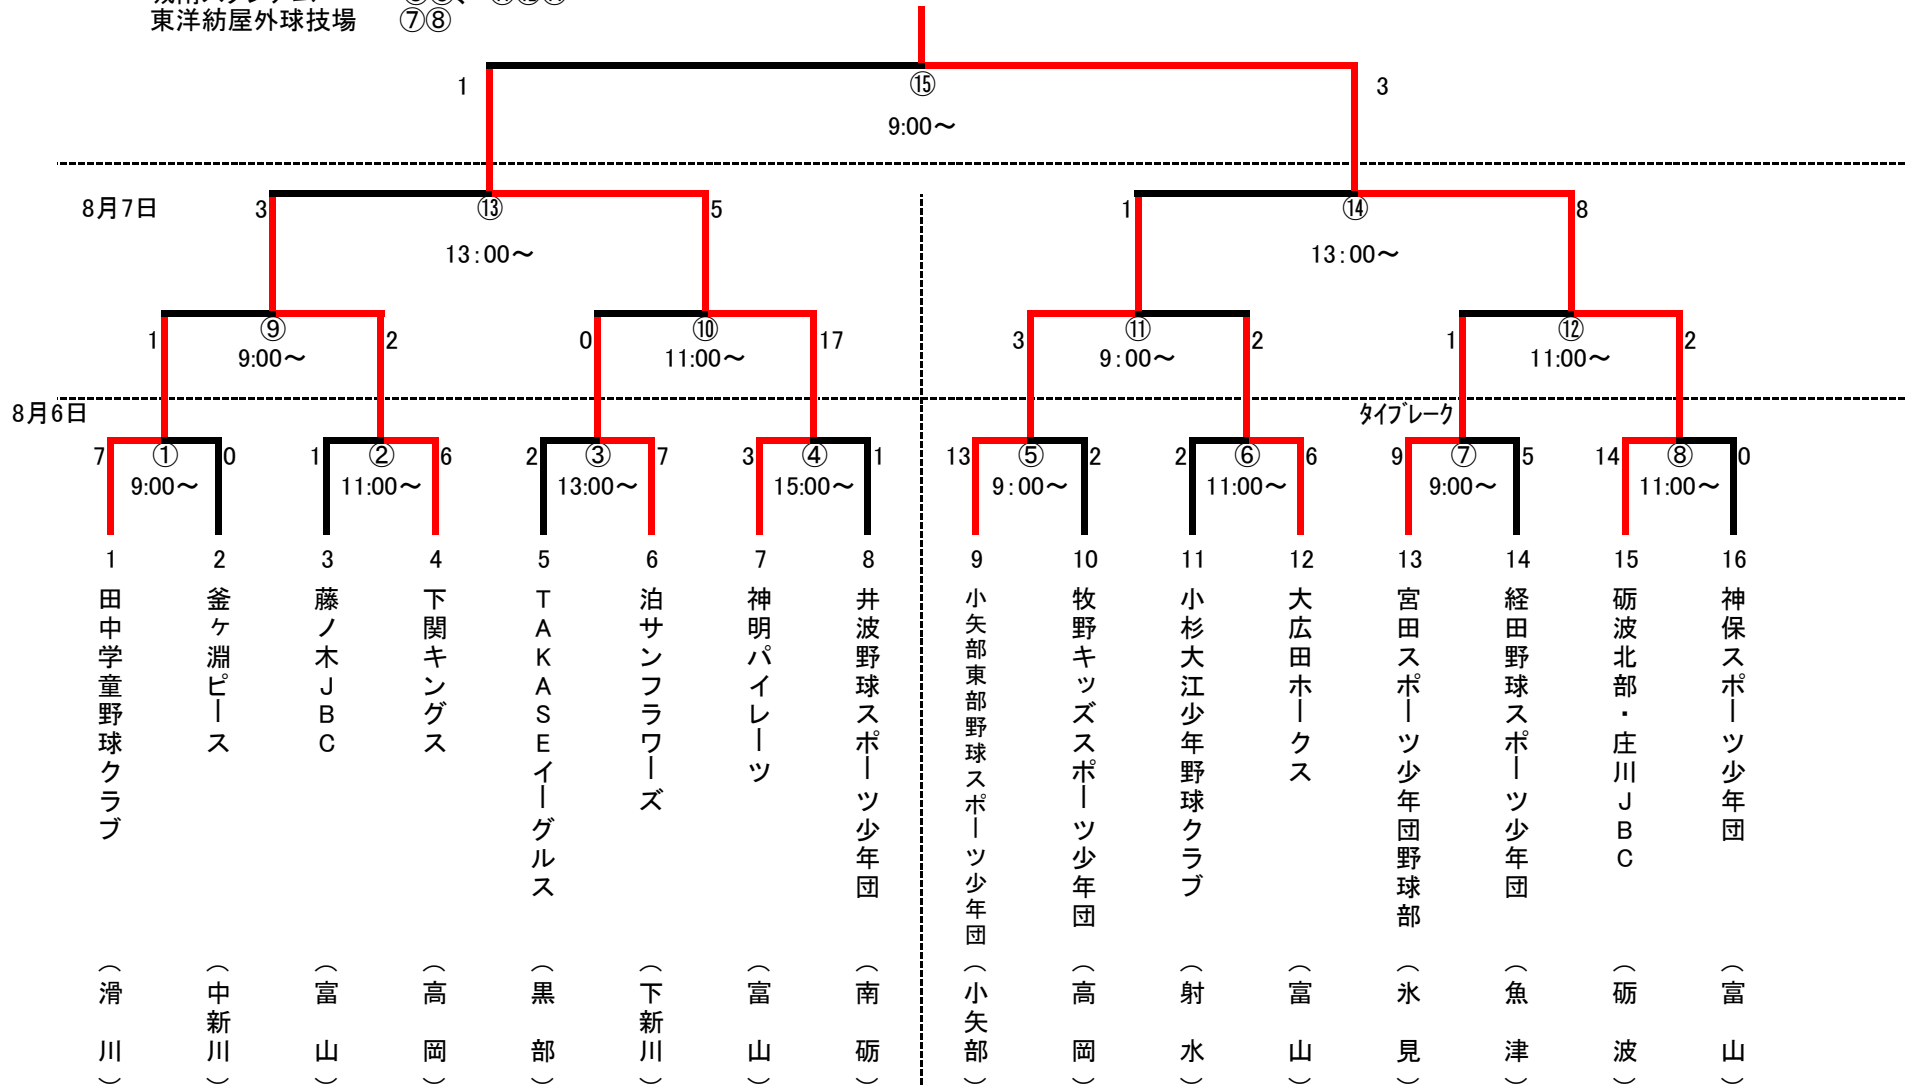 東洋紡屋外球技場 ⑦⑧
1 ⑮ 3
9:00～
8月7日 3 ⑬ 5 1 ⑭ 8
13:00～ 13:00～
1 ⑨ 2 0 ⑩ 17 3 ⑪ 2 1 ⑫ 2
9:00～ 11:00～ 9:00～ 11:00～
8月6日 タイブレーク
7 ① 0 1 ② 6 2 ③ 7 3 ④ 1 13 ⑤ 2 2 ⑥ 6 9 ⑦ 5 14 ⑧ 0
9:00～ 11:00～ 13:00～ 15:00～ 9:00～ 11:00～ 9:00～ 11:00～
1 田中学童野球クラブ （滑川）
2 釜ヶ淵ピース （中新川）
3 藤ノ木JBC （富山）
4 下関キングス （高岡）
5 TAKASEイーグルス （黒部）
6 泊サンフラワーズ （下新川）
7 神明パイレーツ （富山）
8 井波野球スポーツ少年団 （南砺）
9 小矢部東部野球スポーツ少年団 （小矢部）
10 牧野キッズスポーツ少年団 （高岡）
11 小杉大江少年野球クラブ （射水）
12 大広田ホークス （富山）
13 宮田スポーツ少年団野球部 （氷見）
14 経田野球スポーツ少年団 （魚津）
15 砺波北部・庄川JBC （砺波）
16 神保スポーツ少年団 （富山）